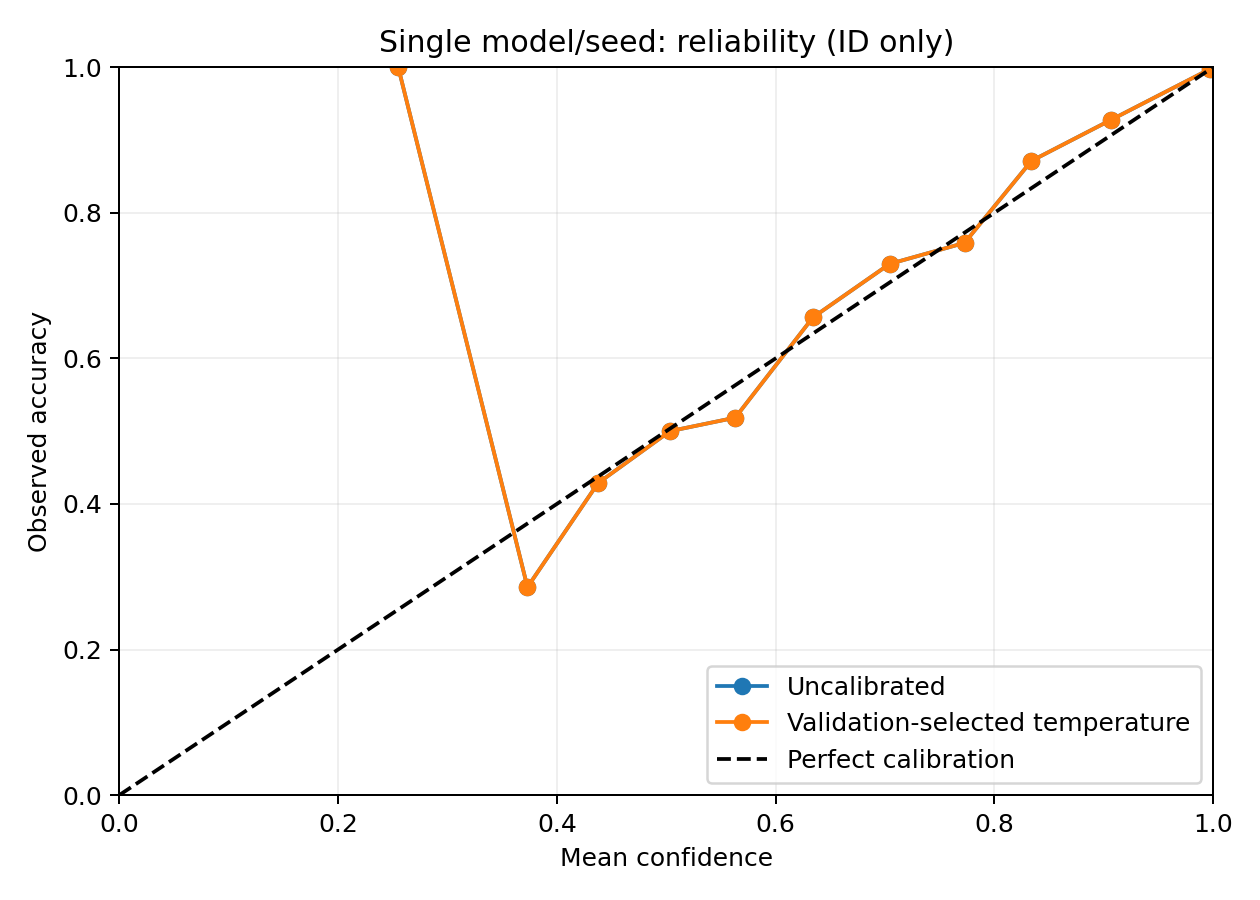 Single model/seed: reliability (ID only)
1.0
0.8
0.6
0.4
0.2
0.0
Observed accuracy
Uncalibrated
Validation-selected temperature
Perfect calibration
0.0 0.2 0.4 0.6 0.8 1.0
Mean confidence